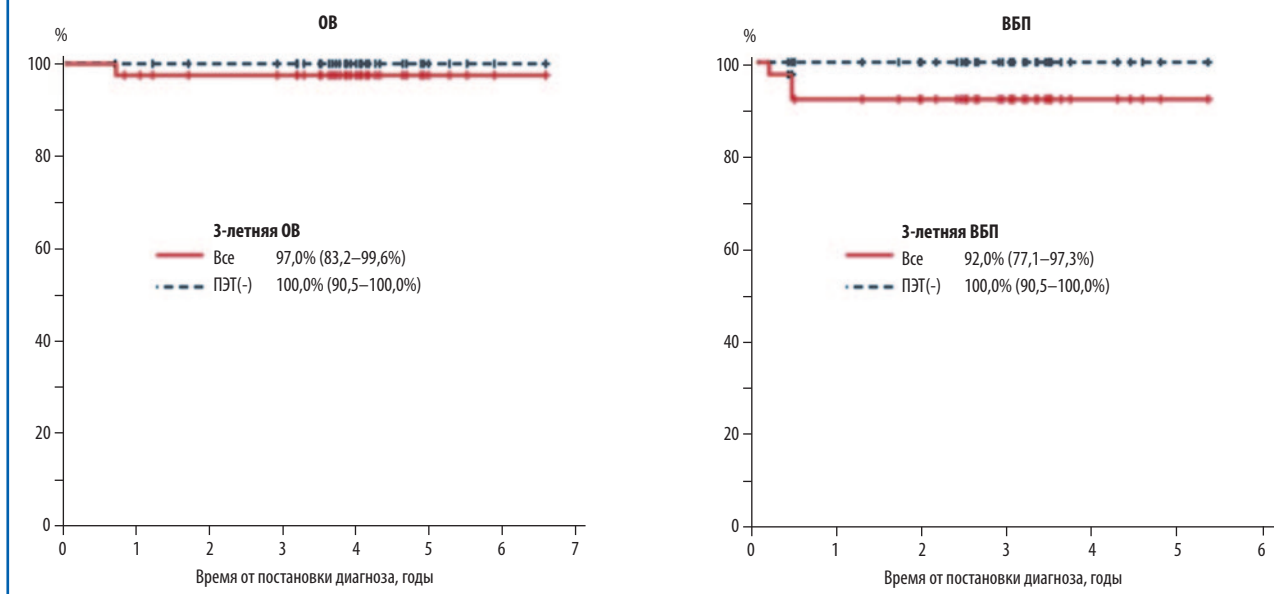 ОВ
%
100
80
60
40
20
0
3-летняя ОВ
Все 97,0% (83,2–99,6%)
ПЭТ(-) 100,0% (90,5–100,0%)
0 1 2 3 4 5 6 7
Время от постановки диагноза, годы
ВБП
%
100
80
60
40
20
0
3-летняя ВБП
Все 92,0% (77,1–97,3%)
ПЭТ(-) 100,0% (90,5–100,0%)
0 1 2 3 4 5 6
Время от постановки диагноза, годы